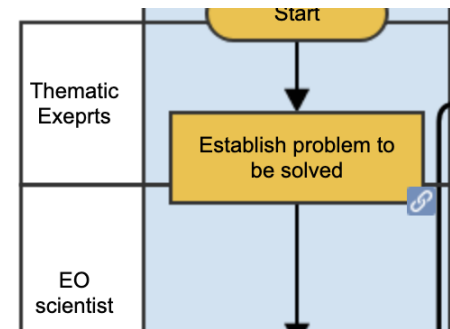 Start
Thematic
Exeprts
Establish problem to
be solved
EO
scientist